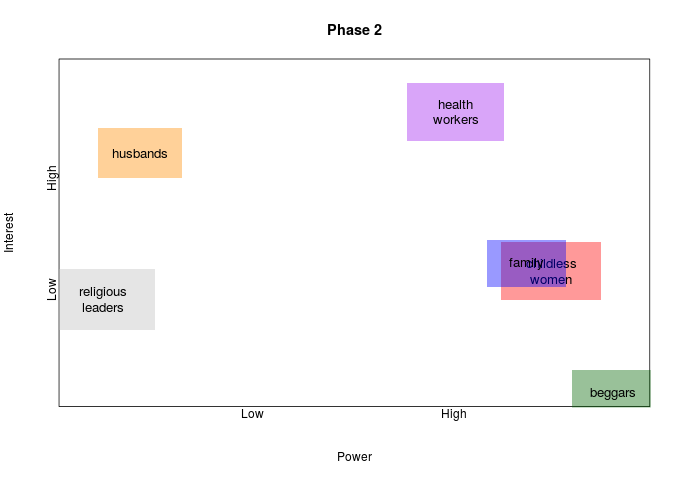 Phase 2
health
workers
husbands
High
Interest
family
childless
women
Low
religious
leaders
beggars
Low
High
Power